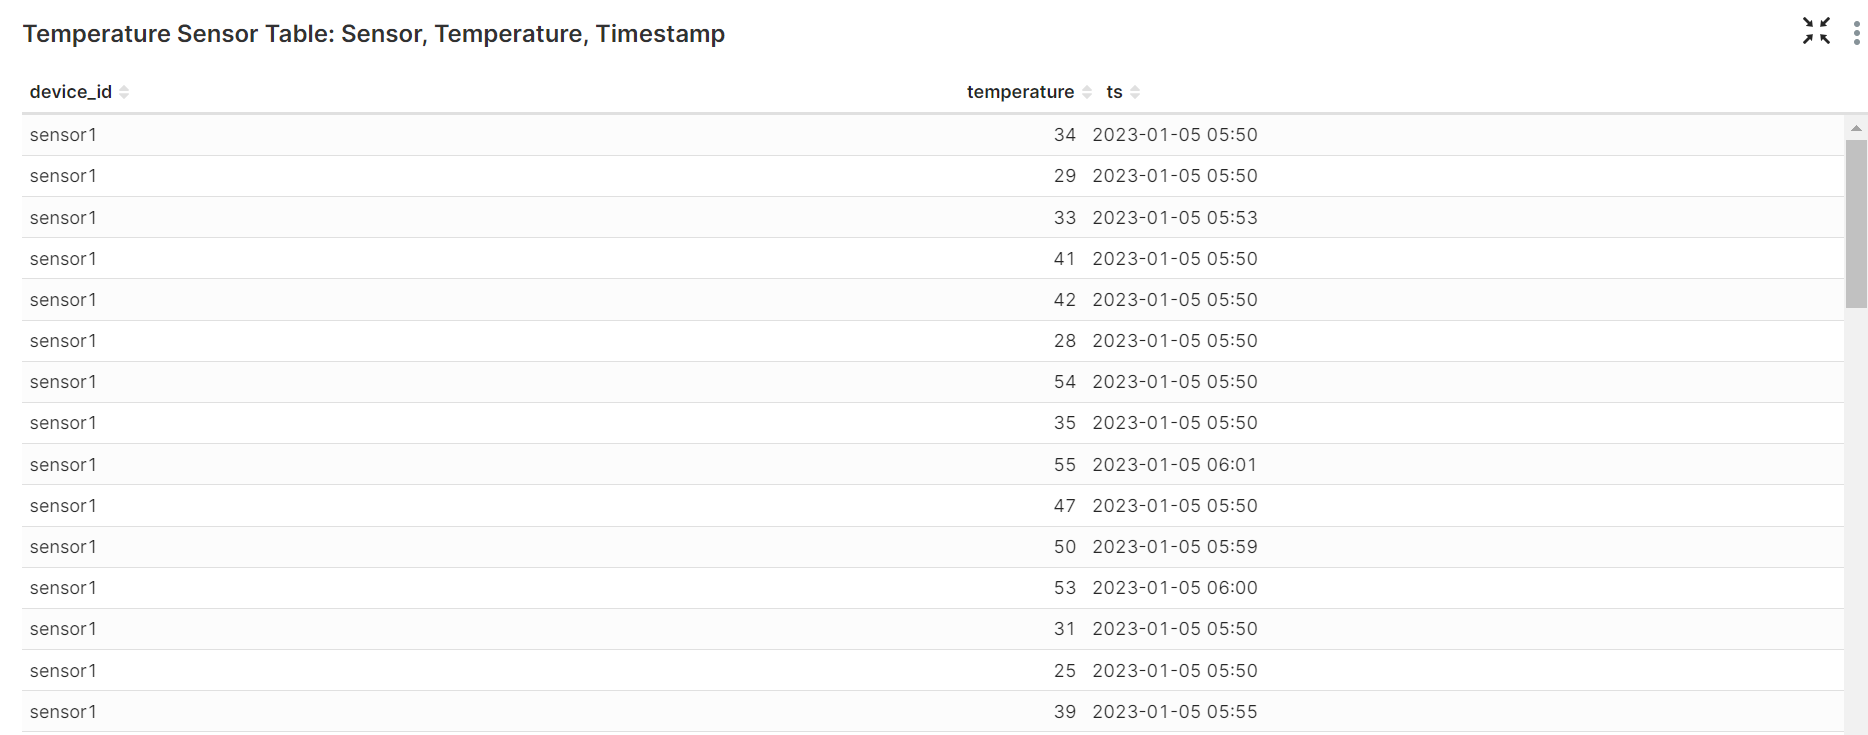 Temperature Sensor Table: Sensor, Temperature, Timestamp
device_id temperature ts
sensor1 34 2023-01-05 05:50
sensor1 29 2023-01-05 05:50
sensor1 33 2023-01-05 05:53
sensor1 41 2023-01-05 05:50
sensor1 42 2023-01-05 05:50
sensor1 28 2023-01-05 05:50
sensor1 54 2023-01-05 05:50
sensor1 35 2023-01-05 05:50
sensor1 55 2023-01-05 06:01
sensor1 47 2023-01-05 05:50
sensor1 50 2023-01-05 05:59
sensor1 53 2023-01-05 06:00
sensor1 31 2023-01-05 05:50
sensor1 25 2023-01-05 05:50
sensor1 39 2023-01-05 05:55